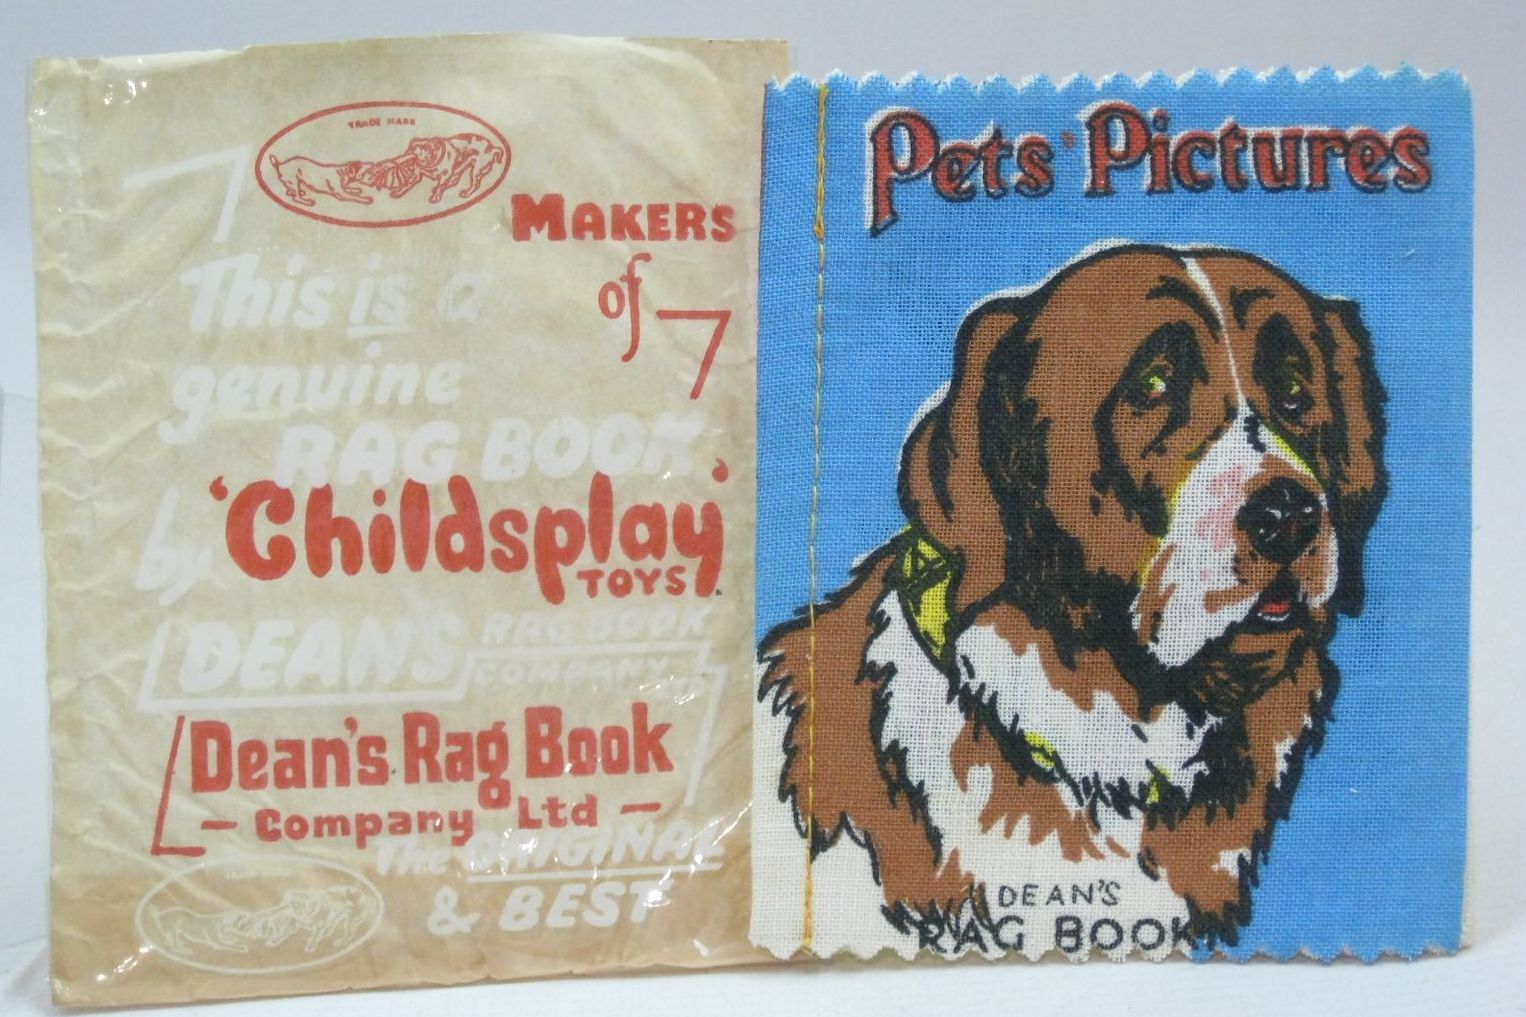 TRADE MARK
MAKERS
of
This is a
genuine
RAG BOOK
by
'Childsplay'
TOYS.
DEAN'S RAG BOOK
COMPANY LTD
Dean's Rag Book
- Company Ltd -
The ORIGINAL
& BEST
Pets' Pictures
DEAN'S
RAG BOOK